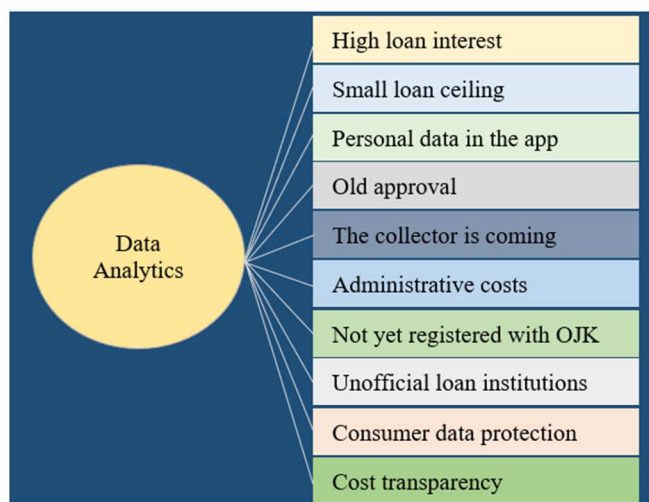 High loan interest
Small loan ceiling
Personal data in the app
Old approval
Data
Analytics
The collector is coming
Administrative costs
Not yet registered with OJK
Unofficial loan institutions
Consumer data protection
Cost transparency